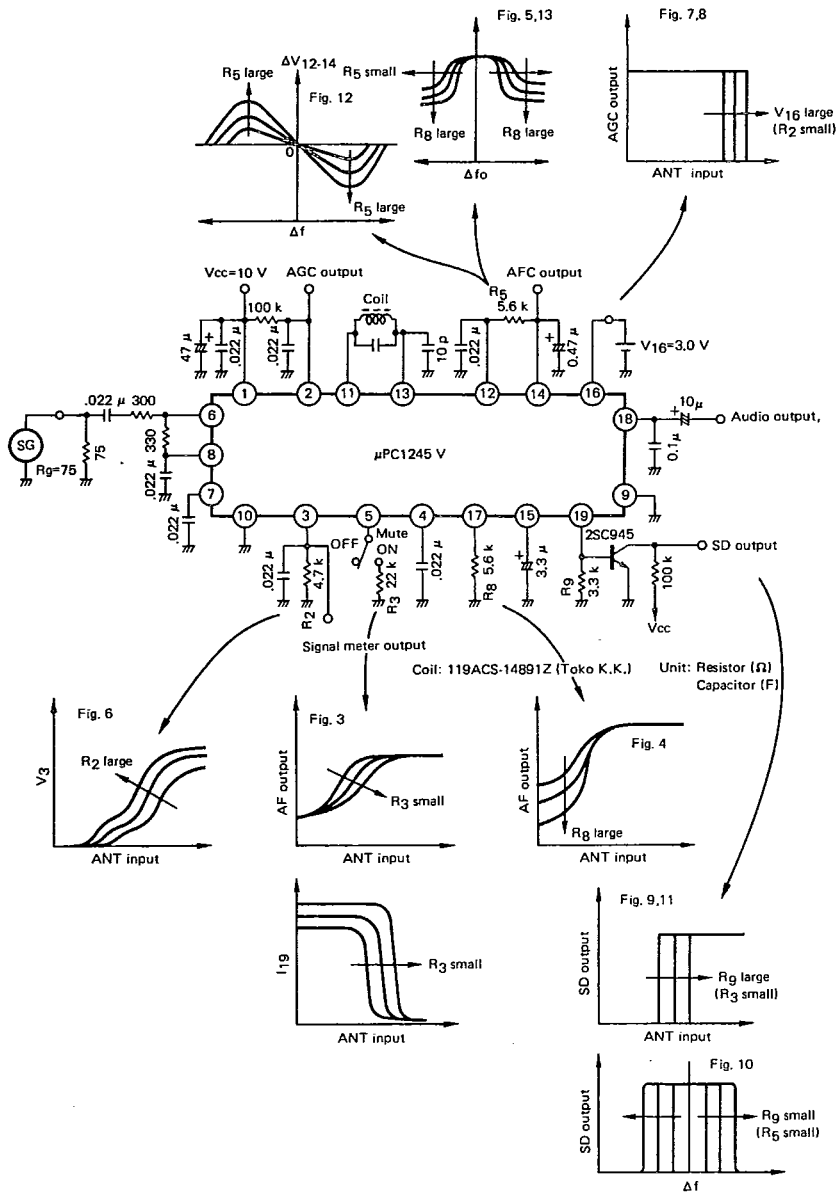 Fig. 5,13
Fig. 7,8
R5 large
ΔV12-14
Fig. 12
0
R5 large
Δf
R5 small
R8 large
R8 large
Δfo
AGC output
V16 large
(R2 small)
ANT input
Vcc=10 V
AGC output
Coil
R5
AFC output
47 μ
+
.022 μ
100 k
.022 μ
10 p
.022 μ
5.6 k
+
0.47 μ
V16=3.0 V
1
2
11
13
12
14
16
.022 μ
300
6
18
+
10μ
Audio output,
SG
Rg=75
75
330
8
μPC1245 V
0.1μ
.022 μ
7
9
.022 μ
10
3
5
4
17
15
19
2SC945
SD output
OFF
Mute
ON
.022 μ
4.7 k
R2
R3 22 k
.022 μ
R8
5.6 k
+
3.3 μ
R9
3.3 k
100 k
Vcc
Signal meter output
Coil: 119ACS-14891Z (Toko K.K.)
Unit: Resistor (Ω)
Capacitor (F)
Fig. 6
V3
R2 large
ANT input
Fig. 3
AF output
R3 small
ANT input
Fig. 4
AF output
R8 large
ANT input
I19
R3 small
ANT input
Fig. 9,11
SD output
R9 large
(R3 small)
ANT input
Fig. 10
SD output
R9 small
(R5 small)
Δf